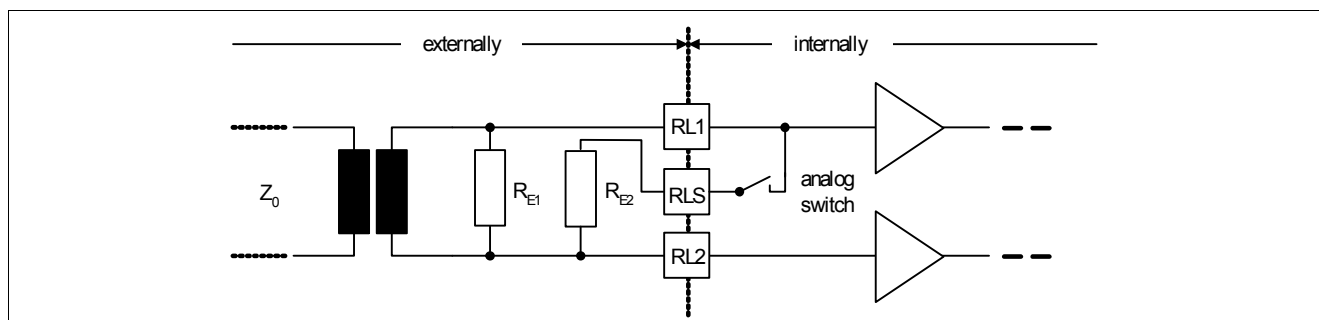 externally
internally
RL1
Z0
RE1
RE2
RLS
analog
switch
RL2